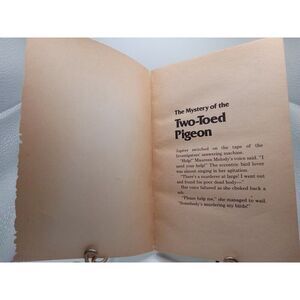 The Mystery of the
Two-Toed
Pigeon
Jupiter switched on the tape of the
Investigators' answering machine.
"Help!" Maureen Melody's voice said. "I
need your help!" The eccentric bird lover
was almost singing in her agitation.
"There's a murderer at large! I went out
and found his poor dead body—"
Her voice faltered as she choked back a
sob.
"Please help me," she managed to wail.
"Somebody's murdering my birds!"